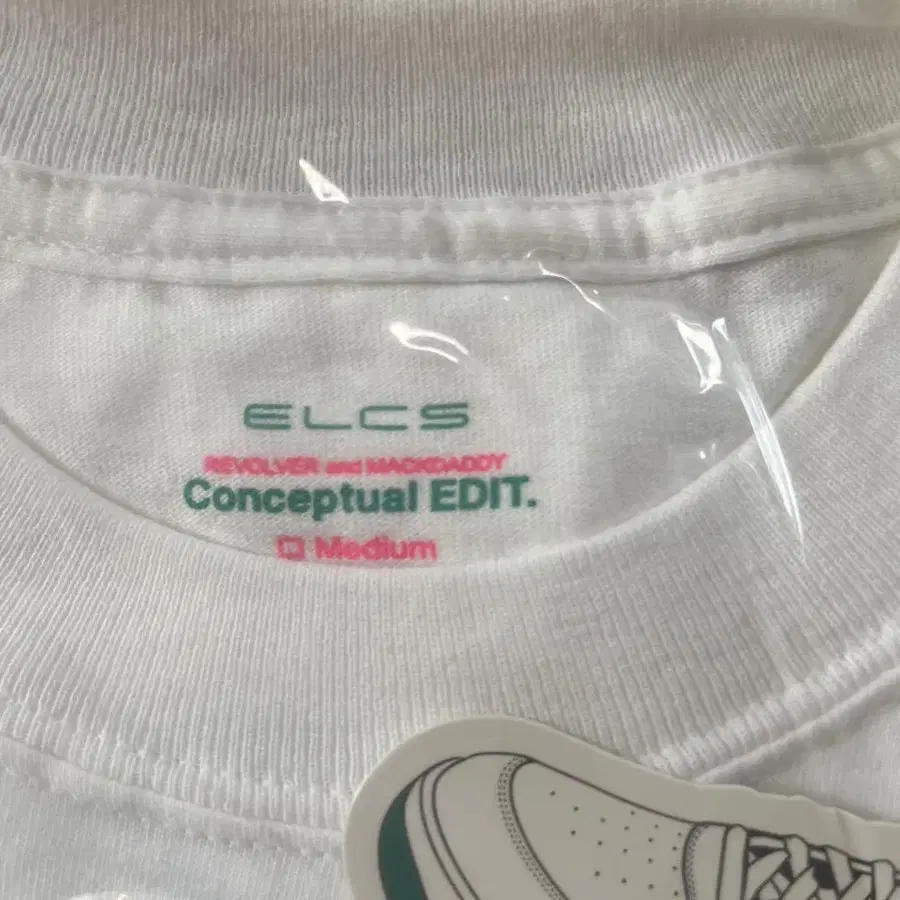 ELCS
REVOLVER and MACKDADDY
Conceptual EDIT.
Medium